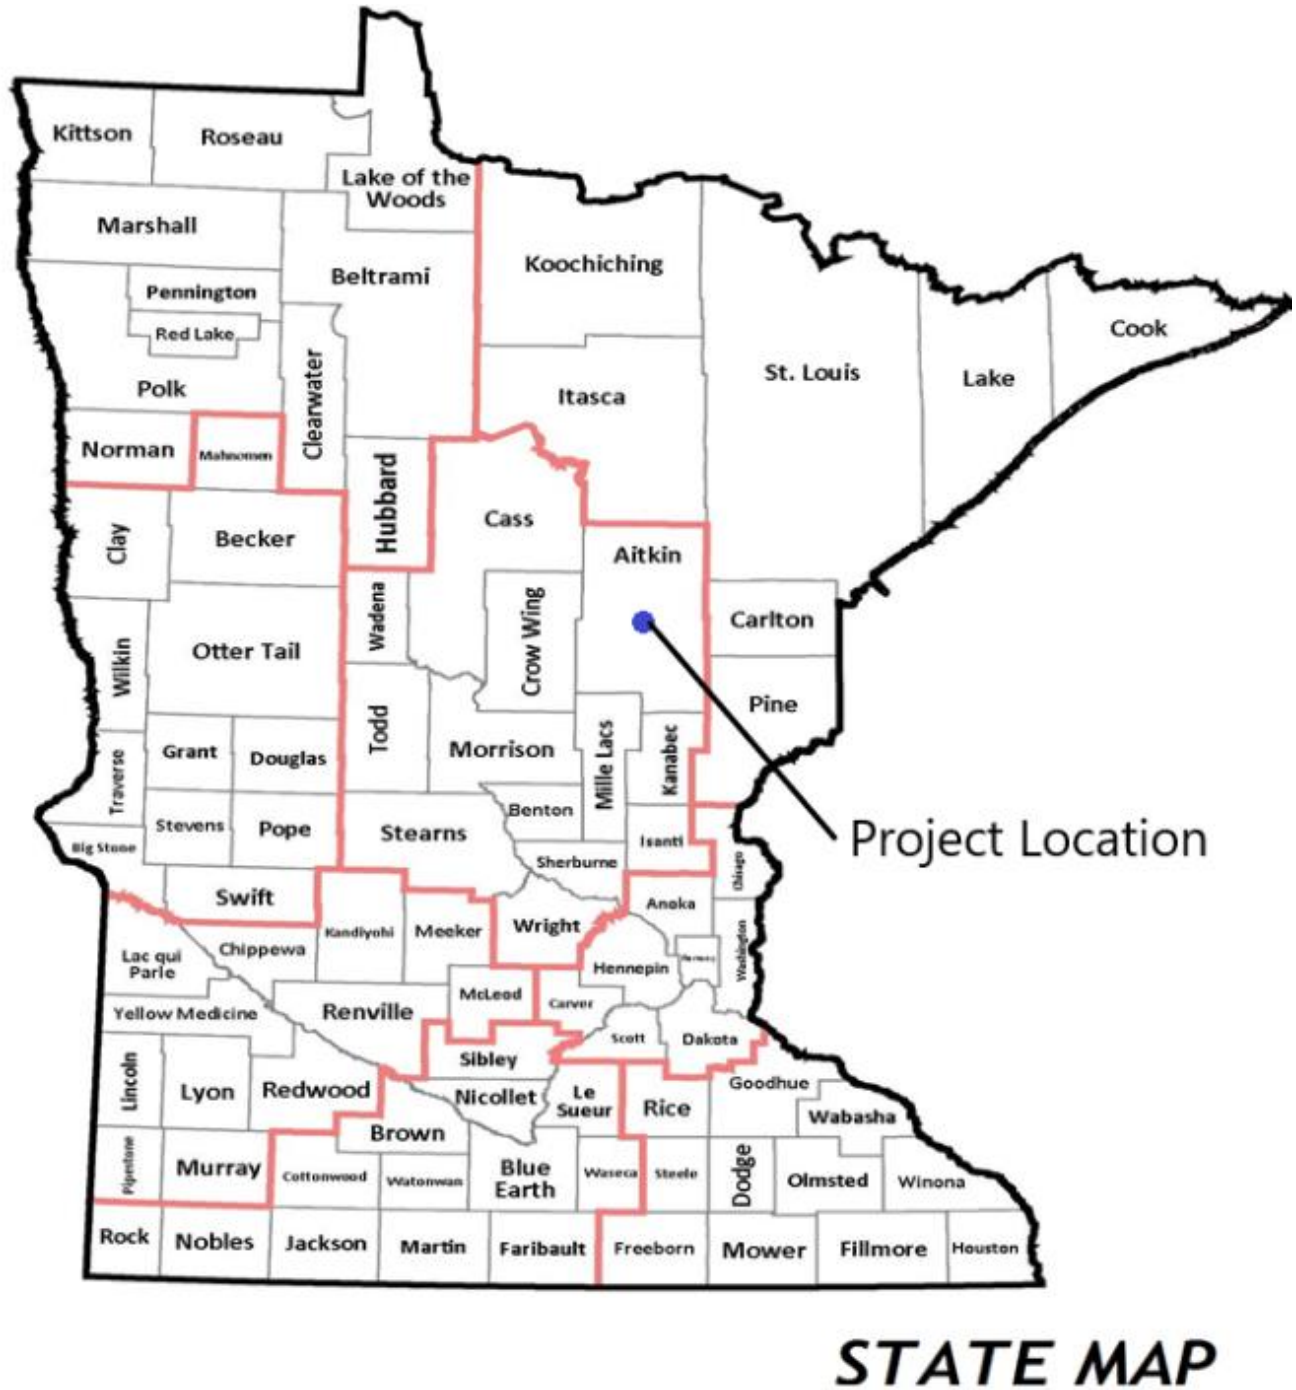 Kittson
Roseau
Lake of the
Woods
Marshall
Koochiching
Beltrami
Pennington
Red Lake
Cook
St. Louis
Lake
Polk
Clearwater
Itasca
Norman
Mahnomen
Hubbard
Cass
Clay
Becker
Aitkin
Wadena
Crow Wing
Carlton
Wilkin
Otter Tail
Pine
Todd
Morrison
Mille Lacs
Kanabec
Grant
Douglas
Traverse
Benton
Stevens
Pope
Stearns
Isanti
Project Location
Big Stone
Sherburne
Chisago
Swift
Anoka
Wright
Kandiyohi
Meeker
Washington
Chippewa
Lac qui
Parle
Hennepin
McLeod
Carver
Yellow Medicine
Renville
Scott
Dakota
Sibley
Lincoln
Lyon
Redwood
Nicollet
Le
Sueur
Rice
Goodhue
Wabasha
Brown
Pipestone
Murray
Cottonwood
Watonwan
Blue
Earth
Waseca
Steele
Dodge
Olmsted
Winona
Rock
Nobles
Jackson
Martin
Faribault
Freeborn
Mower
Fillmore
Houston
STATE MAP